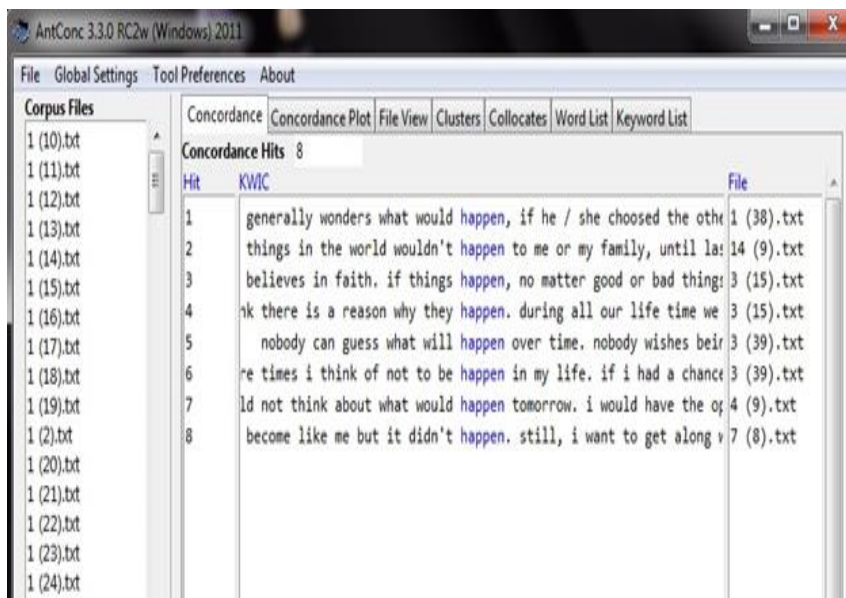 AntConc 3.3.0 RC2w (Windows) 2011
File Global Settings Tool Preferences About
Corpus Files
1 (10).txt
1 (11).txt
1 (12).txt
1 (13).txt
1 (14).txt
1 (15).txt
1 (16).txt
1 (17).txt
1 (18).txt
1 (19).txt
1 (2).txt
1 (20).txt
1 (21).txt
1 (22).txt
1 (23).txt
1 (24).txt
Concordance Concordance Plot File View Clusters Collocates Word List Keyword List
Concordance Hits 8
Hit KWIC File
1 generally wonders what would happen, if he / she choosed the othe 1 (38).txt
2 things in the world wouldn't happen to me or my family, until las 14 (9).txt
3 believes in faith. if things happen, no matter good or bad things 3 (15).txt
4 nk there is a reason why they happen. during all our life time we 3 (15).txt
5 nobody can guess what will happen over time. nobody wishes bein 3 (39).txt
6 re times i think of not to be happen in my life. if i had a chance 3 (39).txt
7 ld not think about what would happen tomorrow. i would have the op 4 (9).txt
8 become like me but it didn't happen. still, i want to get along w 7 (8).txt